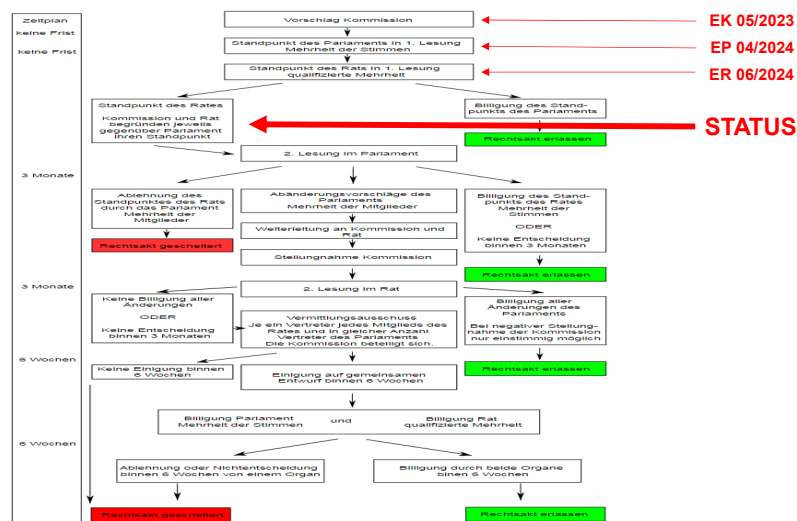 Zeitplan
Vorschlag Kommission
EK 05/2023
keine Frist
Standpunkt des Parlaments in 1. Lesung
Mehrheit der Stimmen
EP 04/2024
keine Frist
Standpunkt des Rats in 1. Lesung
qualifizierte Mehrheit
ER 06/2024
Standpunkt des Rates
Kommission und Rat
begründen jeweils
gegenüber Parlament
ihren Standpunkt
Billigung des Stand-
punkts des Parlaments
STATUS
Rechtsakt erlassen
2. Lesung im Parlament
3 Monate
Ablehnung des
Standpunktes des Rats
durch das Parlament
Mehrheit der
Mitglieder
Abänderungsvorschläge des
Parlaments
Mehrheit der Mitglieder
Billigung des Stand-
punkts des Rates
Mehrheit der
Stimmen
ODER
Keine Entscheidung
binnen 3 Monaten
Weiterleitung an Kommission und
Rat
Rechtsakt gescheitert
Stellungnahme Kommission
Rechtsakt erlassen
3 Monate
2. Lesung im Rat
Keine Billigung aller
Änderungen
ODER
Keine Entscheidung
binnen 3 Monaten
Vermittlungsausschuss
Je ein Vertreter jedes Mitglieds des
Rates und in gleicher Anzahl
Vertreter des Parlaments
Die Kommission beteiligt sich.
Billigung aller
Änderungen des
Parlaments
Bei negativer Stellung-
nahme der Kommission
nur einstimmig möglich
6 Wochen
Keine Einigung binnen
6 Wochen
Einigung auf gemeinsamen
Entwurf binnen 6 Wochen
Rechtsakt erlassen
Billigung Parlament
Mehrheit der Stimmen
und
Billigung Rat
qualifizierte Mehrheit
6 Wochen
Ablehnung oder Nichtentscheidung
binnen 6 Wochen von einem Organ
Billigung durch beide Organe
binen 6 Wochen
Rechtsakt gescheitert
Rechtsakt erlassen